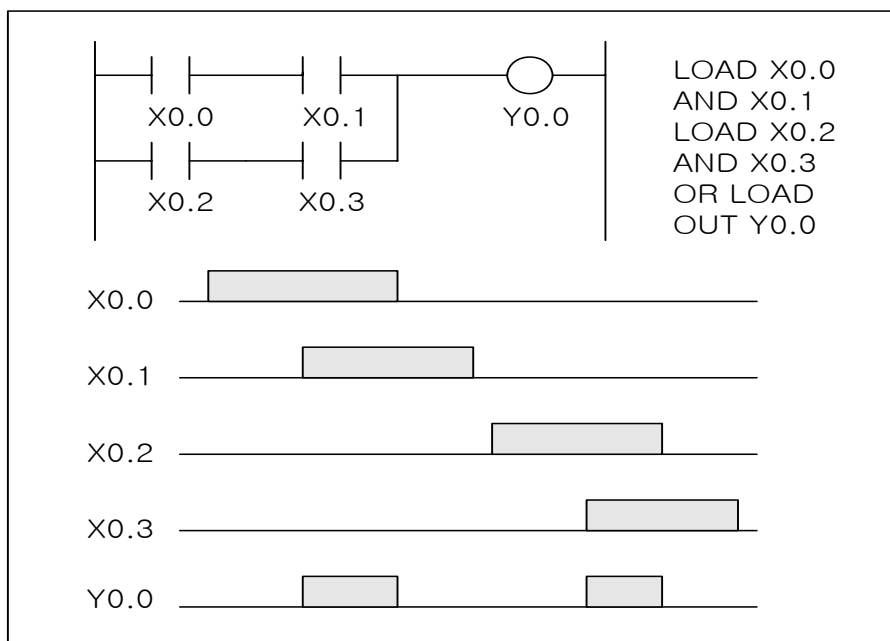 X0.0 X0.1 Y0.0
X0.2 X0.3
LOAD X0.0
AND X0.1
LOAD X0.2
AND X0.3
OR LOAD
OUT Y0.0
X0.0
X0.1
X0.2
X0.3
Y0.0